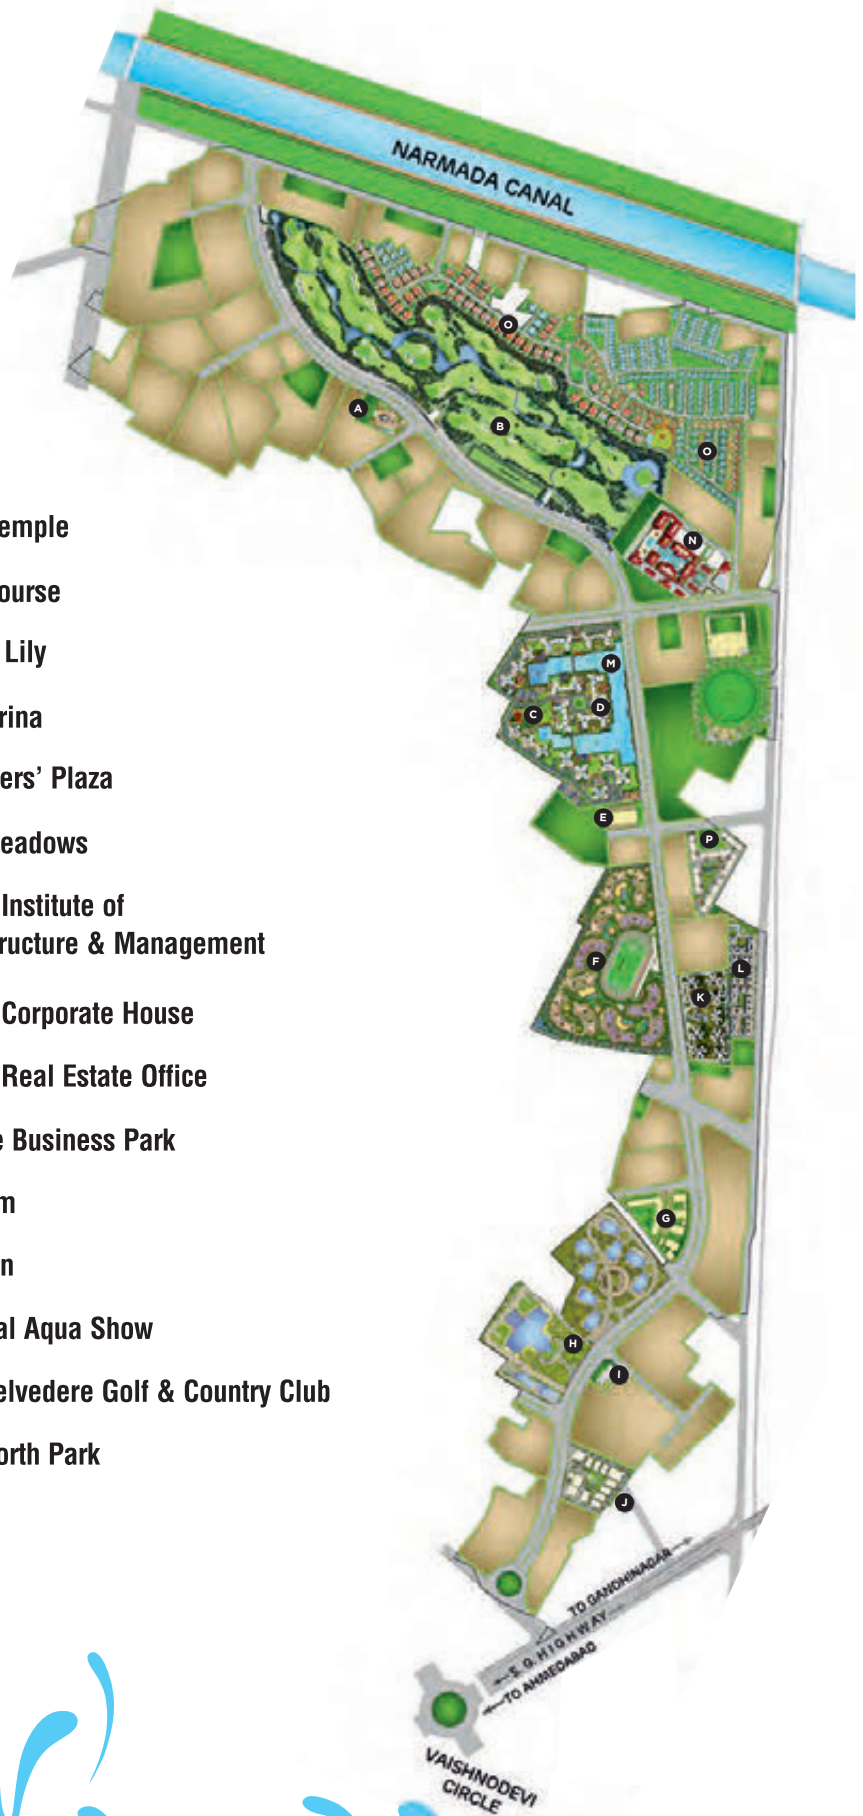 NARMADA CANAL
O
A
B
O
N
emple
ourse
Lily
rina
ers' Plaza
eadows
Institute of
ructure & Management
Corporate House
Real Estate Office
e Business Park
m
n
al Aqua Show
elvedere Golf & Country Club
orth Park
M
D
C
E
P
F
L
K
G
H
I
J
TO GANDHINAGAR
S. G. HIGHWAY
TO AHMEDABAD
VAISHNODEVI
CIRCLE